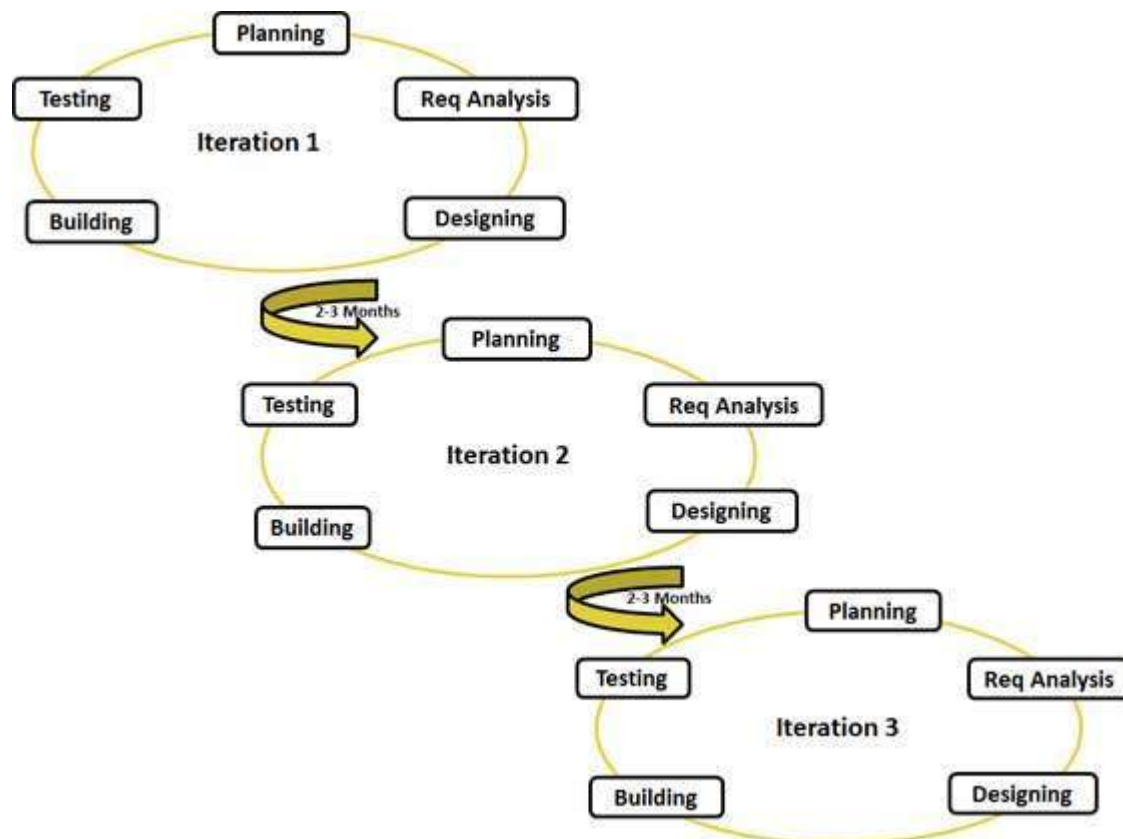 Planning
Testing
Req Analysis
Iteration 1
Building
Designing
2-3 Months
Planning
Testing
Req Analysis
Iteration 2
Building
Designing
2-3 Months
Planning
Testing
Req Analysis
Iteration 3
Building
Designing